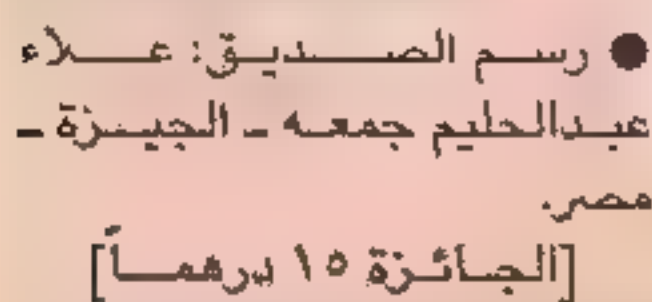 ● رسم الصديق: علاء
عبدالحليم جمعه ـ الجيزة ـ
مصر.
[الجائزة ١٥ درهماً]